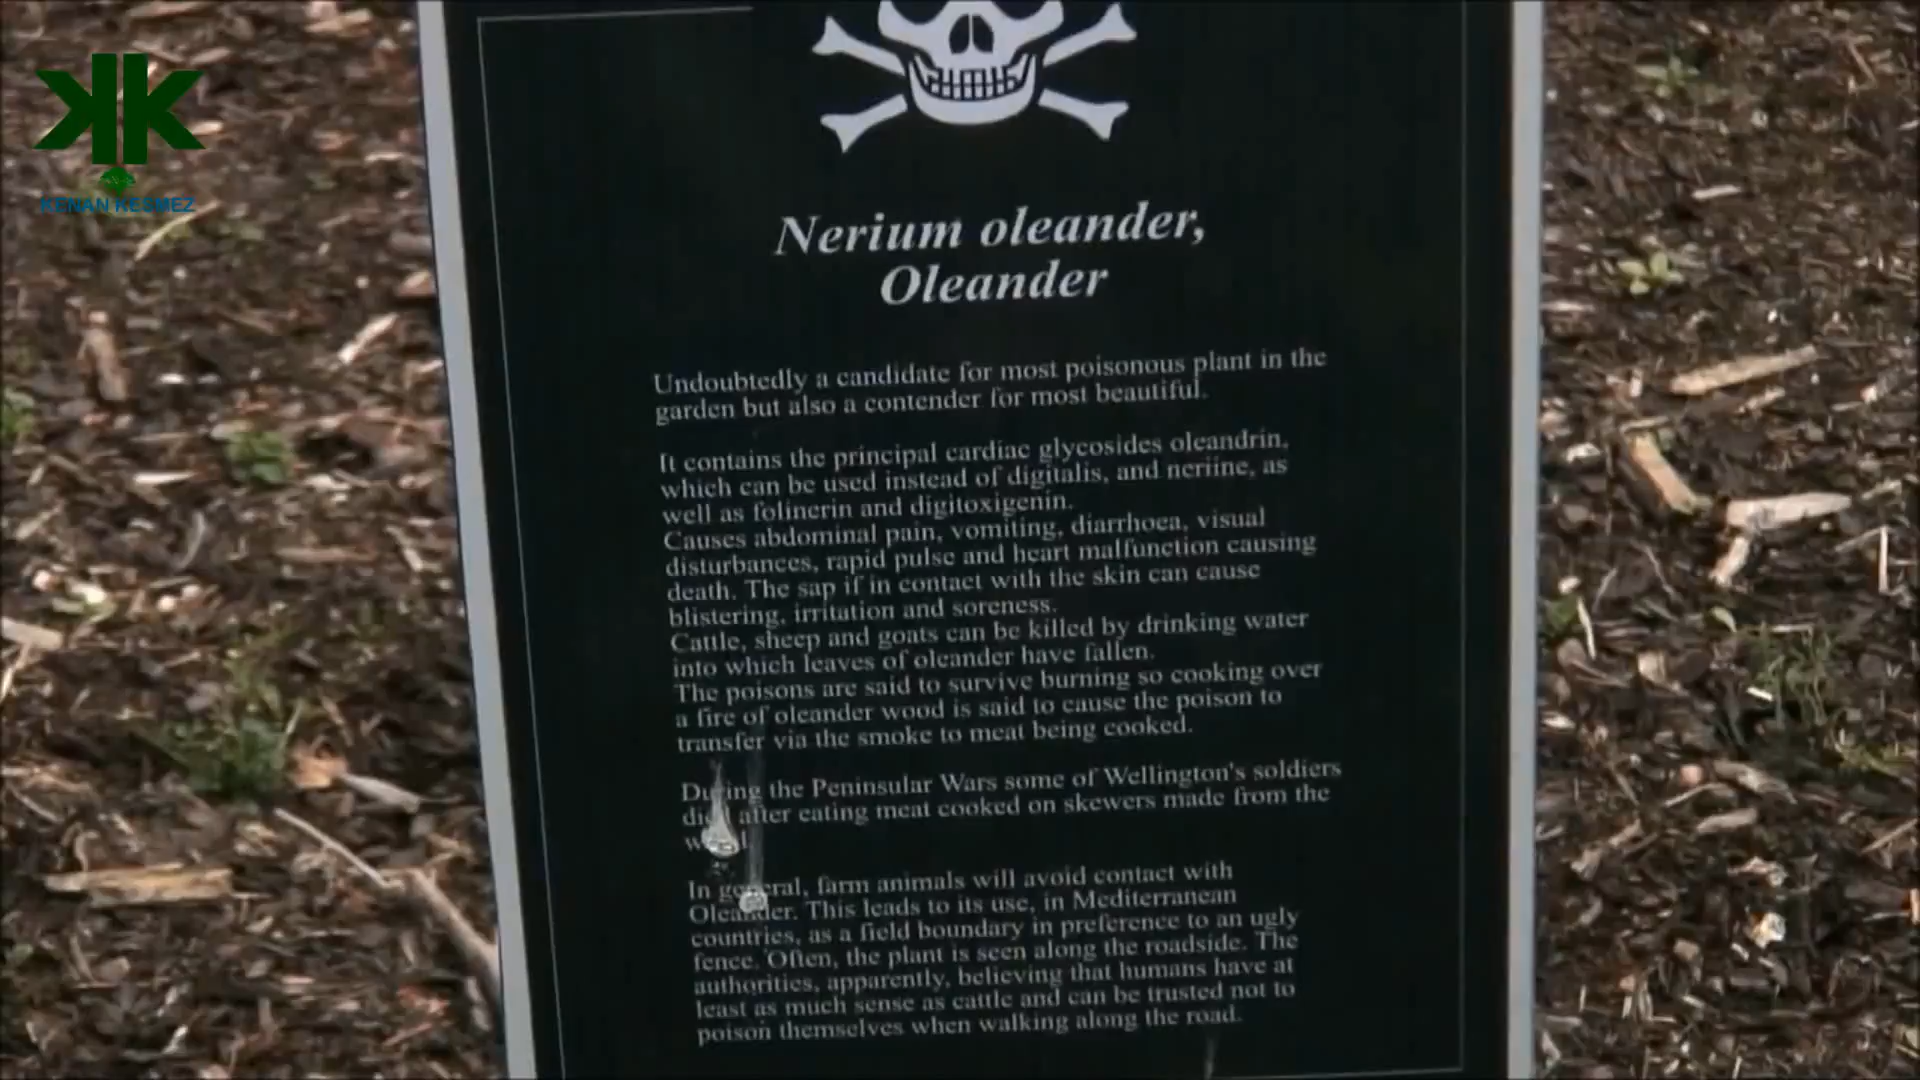 KK
KENAN KESMEZ
Nerium oleander,
Oleander
Undoubtedly a candidate for most poisonous plant in the
garden but also a contender for most beautiful.
It contains the principal cardiac glycosides oleandrin,
which can be used instead of digitalis, and neriine, as
well as folinerin and digitoxigenin.
Causes abdominal pain, vomiting, diarrhoea, visual
disturbances, rapid pulse and heart malfunction causing
death. The sap if in contact with the skin can cause
blistering, irritation and soreness.
Cattle, sheep and goats can be killed by drinking water
into which leaves of oleander have fallen.
The poisons are said to survive burning so cooking over
a fire of oleander wood is said to cause the poison to
transfer via the smoke to meat being cooked.
During the Peninsular Wars some of Wellington's soldiers
died after eating meat cooked on skewers made from the
In general, farm animals will avoid contact with
Oleander. This leads to its use, in Mediterranean
countries, as a field boundary in preference to an ugly
fence. Often, the plant is seen along the roadside. The
authorities, apparently, believing that humans have at
least as much sense as cattle and can be trusted not to
poison themselves when walking along the road.